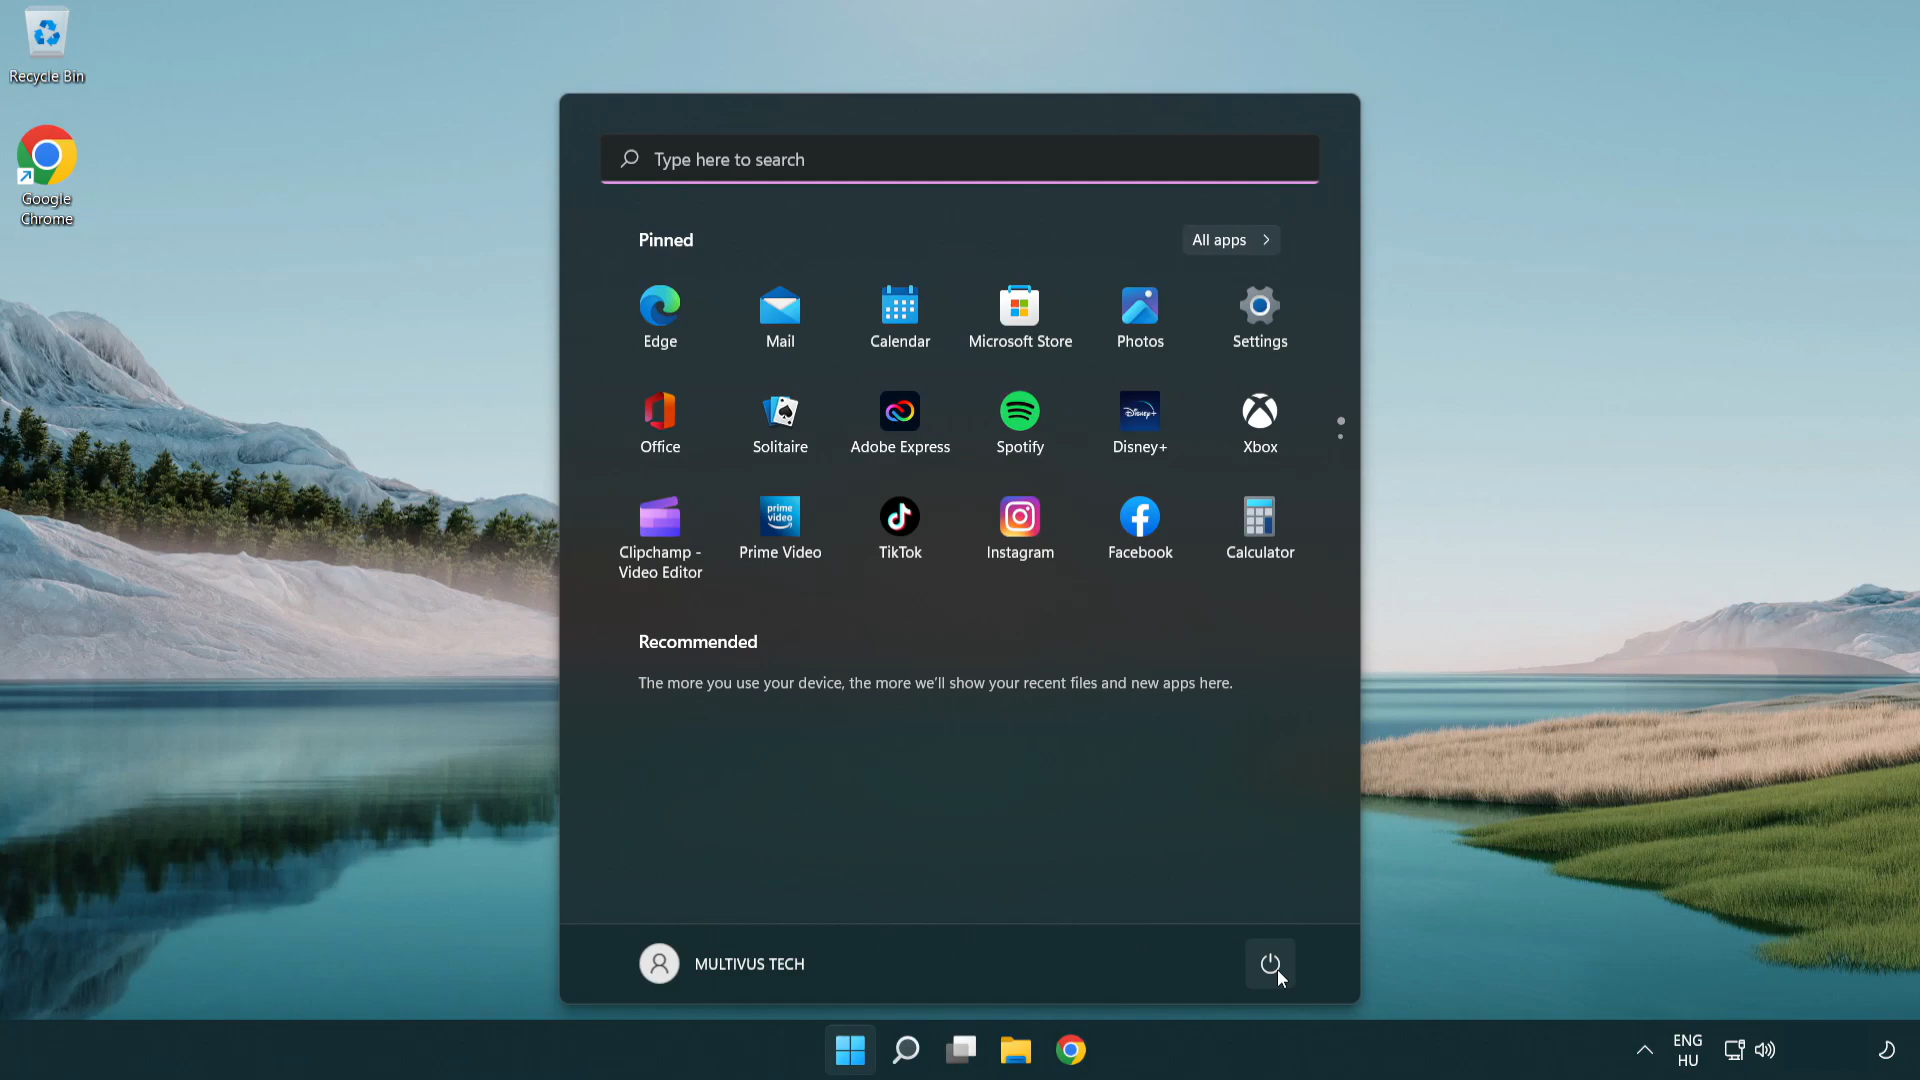 Recycle Bin
Google
Chrome
Type here to search
Pinned
All apps
Edge
Mail
Calendar
Microsoft Store
Photos
Settings
Disney+
Office
Solitaire
Adobe Express
Spotify
Disney+
Xbox
prime
video
Clipchamp -
Video Editor
Prime Video
TikTok
Instagram
Facebook
Calculator
Recommended
The more you use your device, the more we'll show your recent files and new apps here.
MULTIVUS TECH
ENG
HU